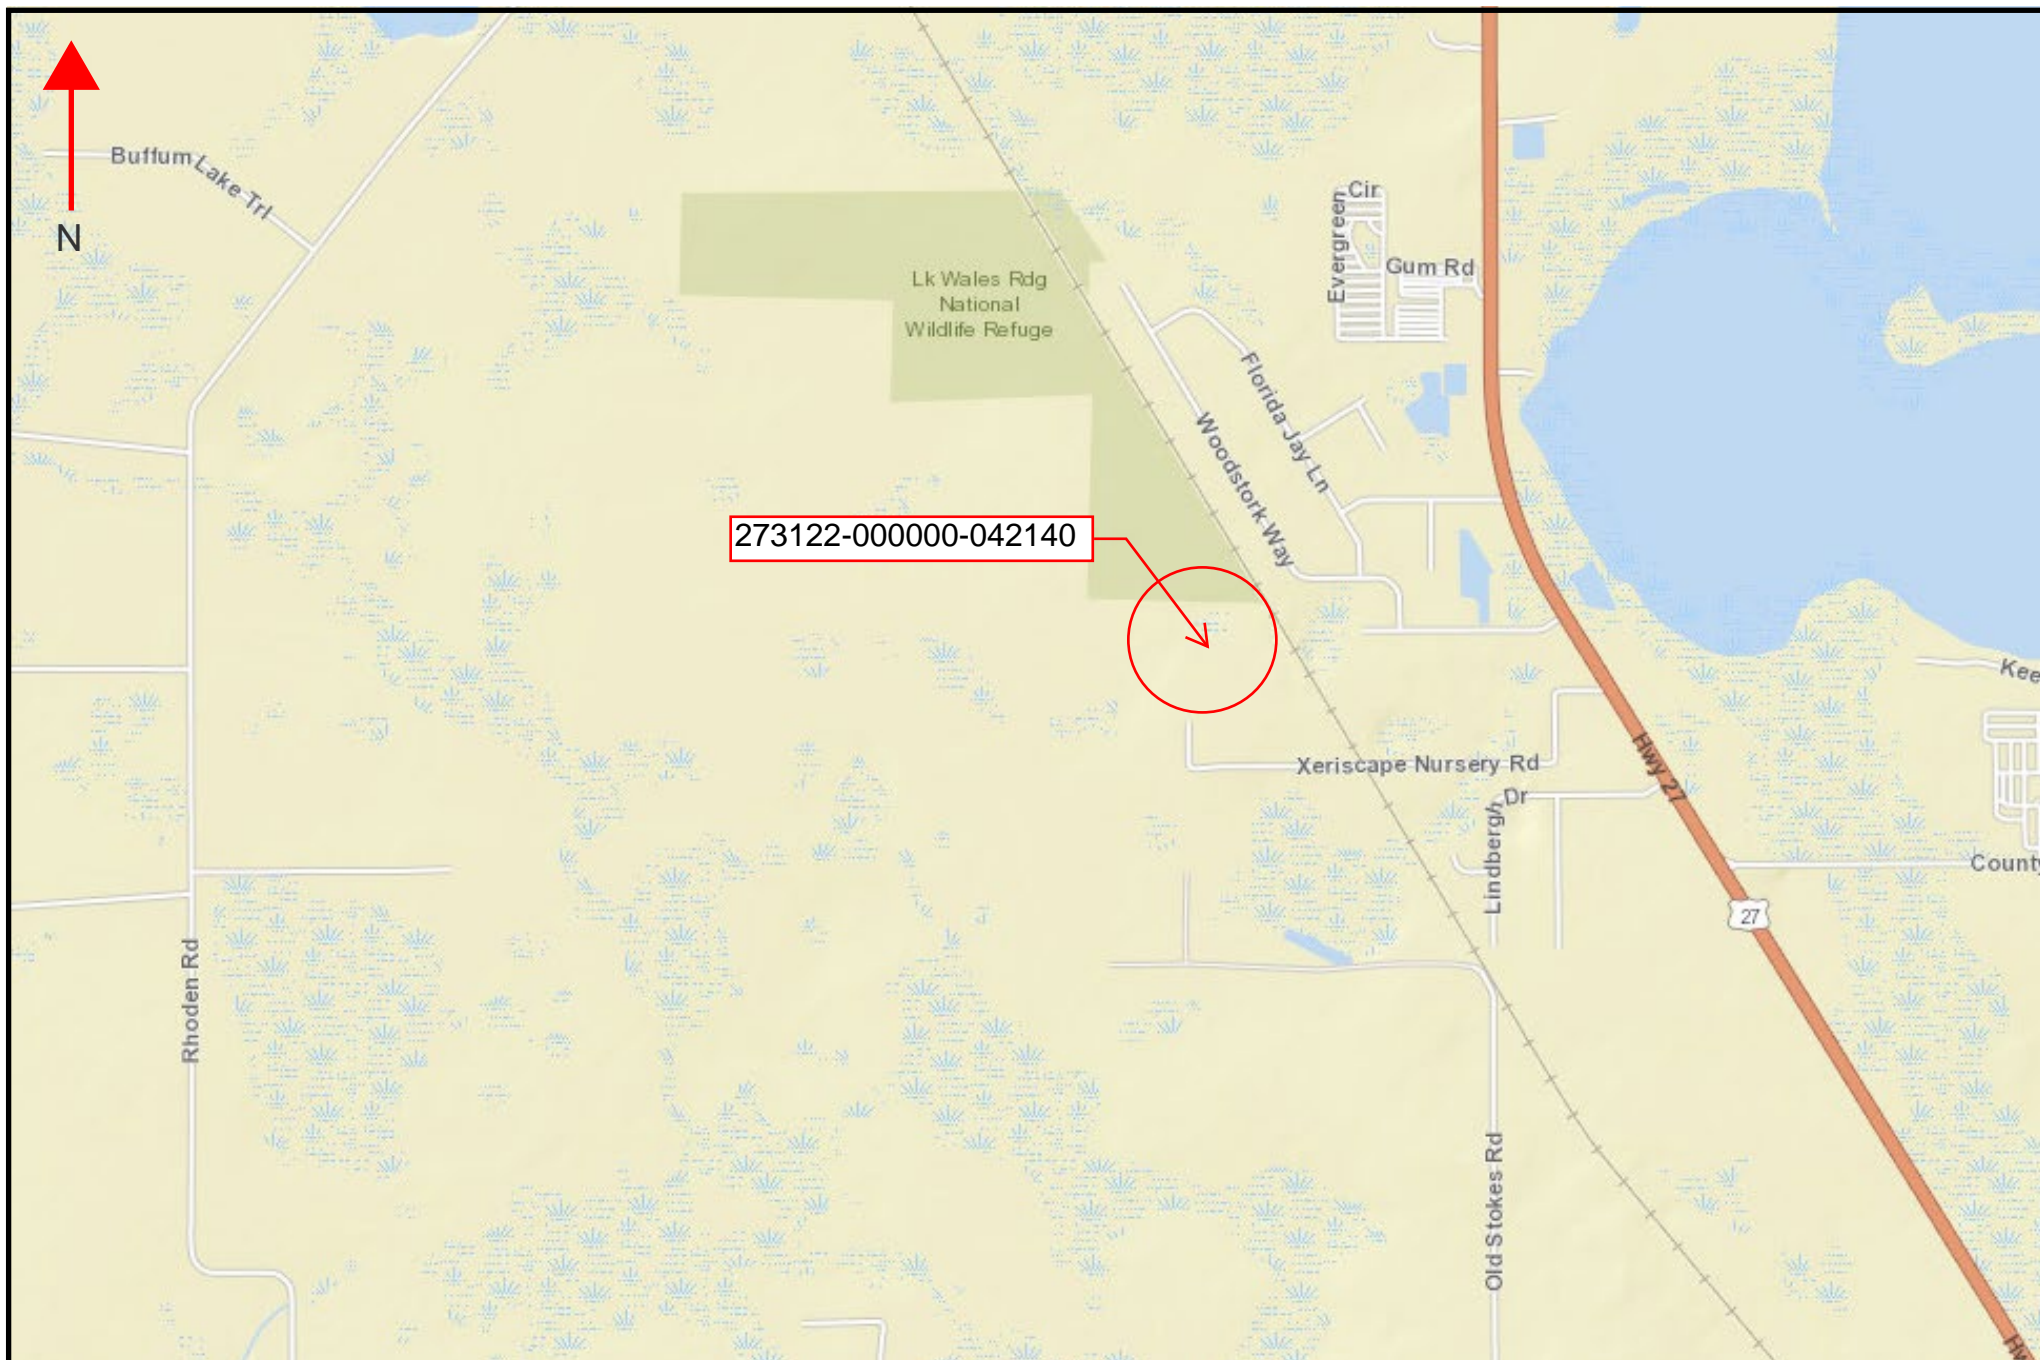 Buffum Lake Trl
N
Evergreen Cir
Gum Rd
Lk Wales Rdg
National
Wildlife Refuge
Florida Jay Ln
Woodstork Way
273122-000000-042140
Kee
Xeriscape Nursery Rd
Hwy 27
Lindbergh Dr
County
27
Rhoden Rd
Old Stokes Rd
Hw